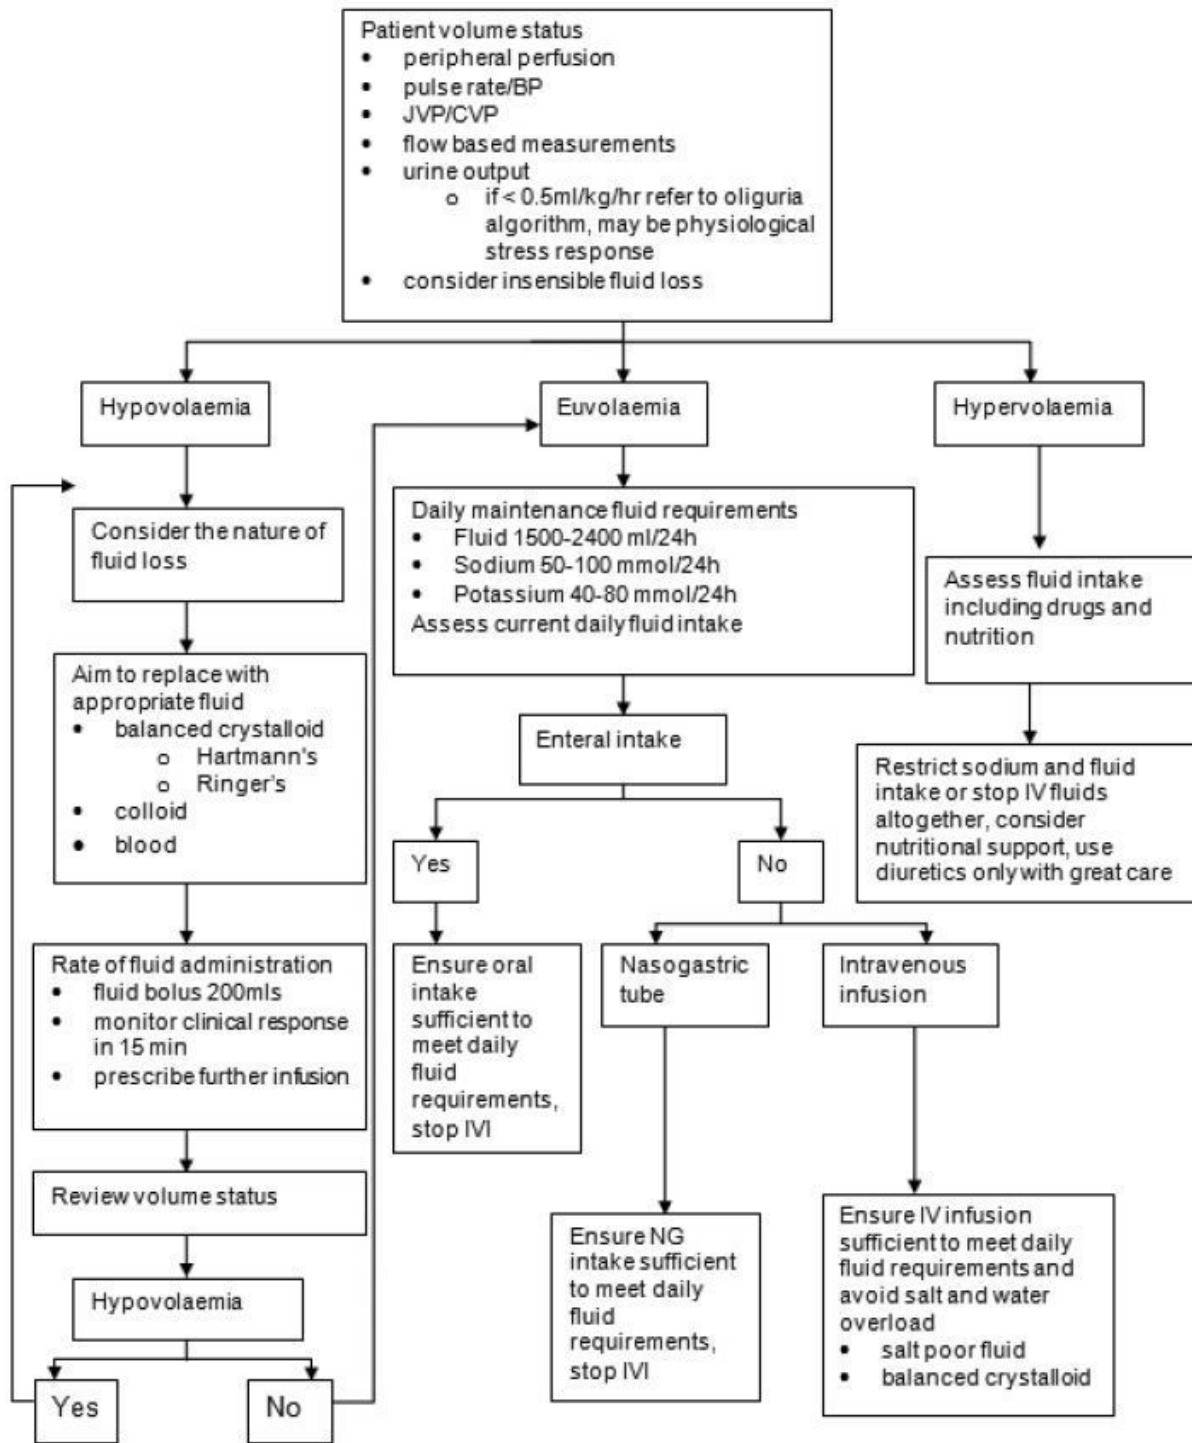 Patient volume status
• peripheral perfusion
• pulse rate/BP
• JVP/CVP
• flow based measurements
• urine output
o if < 0.5ml/kg/hr refer to oliguria
algorithm, may be physiological
stress response
• consider insensible fluid loss
Hypovolaemia
Consider the nature of
fluid loss
Aim to replace with
appropriate fluid
• balanced crystalloid
o Hartmann's
o Ringer's
• colloid
• blood
Rate of fluid administration
• fluid bolus 200mls
• monitor clinical response
in 15 min
• prescribe further infusion
Review volume status
Hypovolaemia
Yes
No
Euvolaemia
Daily maintenance fluid requirements
• Fluid 1500-2400 ml/24h
• Sodium 50-100 mmol/24h
• Potassium 40-80 mmol/24h
Assess current daily fluid intake
Enteral intake
Yes
No
Ensure oral
intake
sufficient to
meet daily
fluid
requirements,
stop IVI
Nasogastric
tube
Ensure NG
intake sufficient
to meet daily
fluid
requirements,
stop IVI
Intravenous
infusion
Ensure IV infusion
sufficient to meet daily
fluid requirements and
avoid salt and water
overload
• salt poor fluid
• balanced crystalloid
Hypervolaemia
Assess fluid intake
including drugs and
nutrition
Restrict sodium and fluid
intake or stop IV fluids
altogether, consider
nutritional support, use
diuretics only with great care